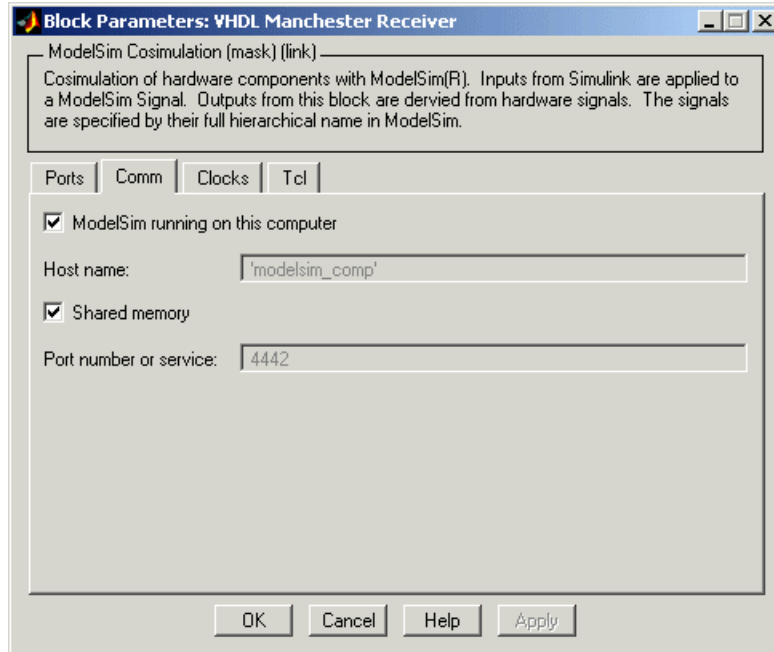 Block Parameters: VHDL Manchester Receiver
ModelSim Cosimulation (mask) (link)
Cosimulation of hardware components with ModelSim(R). Inputs from Simulink are applied to
a ModelSim Signal. Outputs from this block are dervied from hardware signals. The signals
are specified by their full hierarchical name in ModelSim.
Ports Comm Clocks Tcl
ModelSim running on this computer
Host name: 'modelsim_comp'
Shared memory
Port number or service: 4442
OK Cancel Help Apply